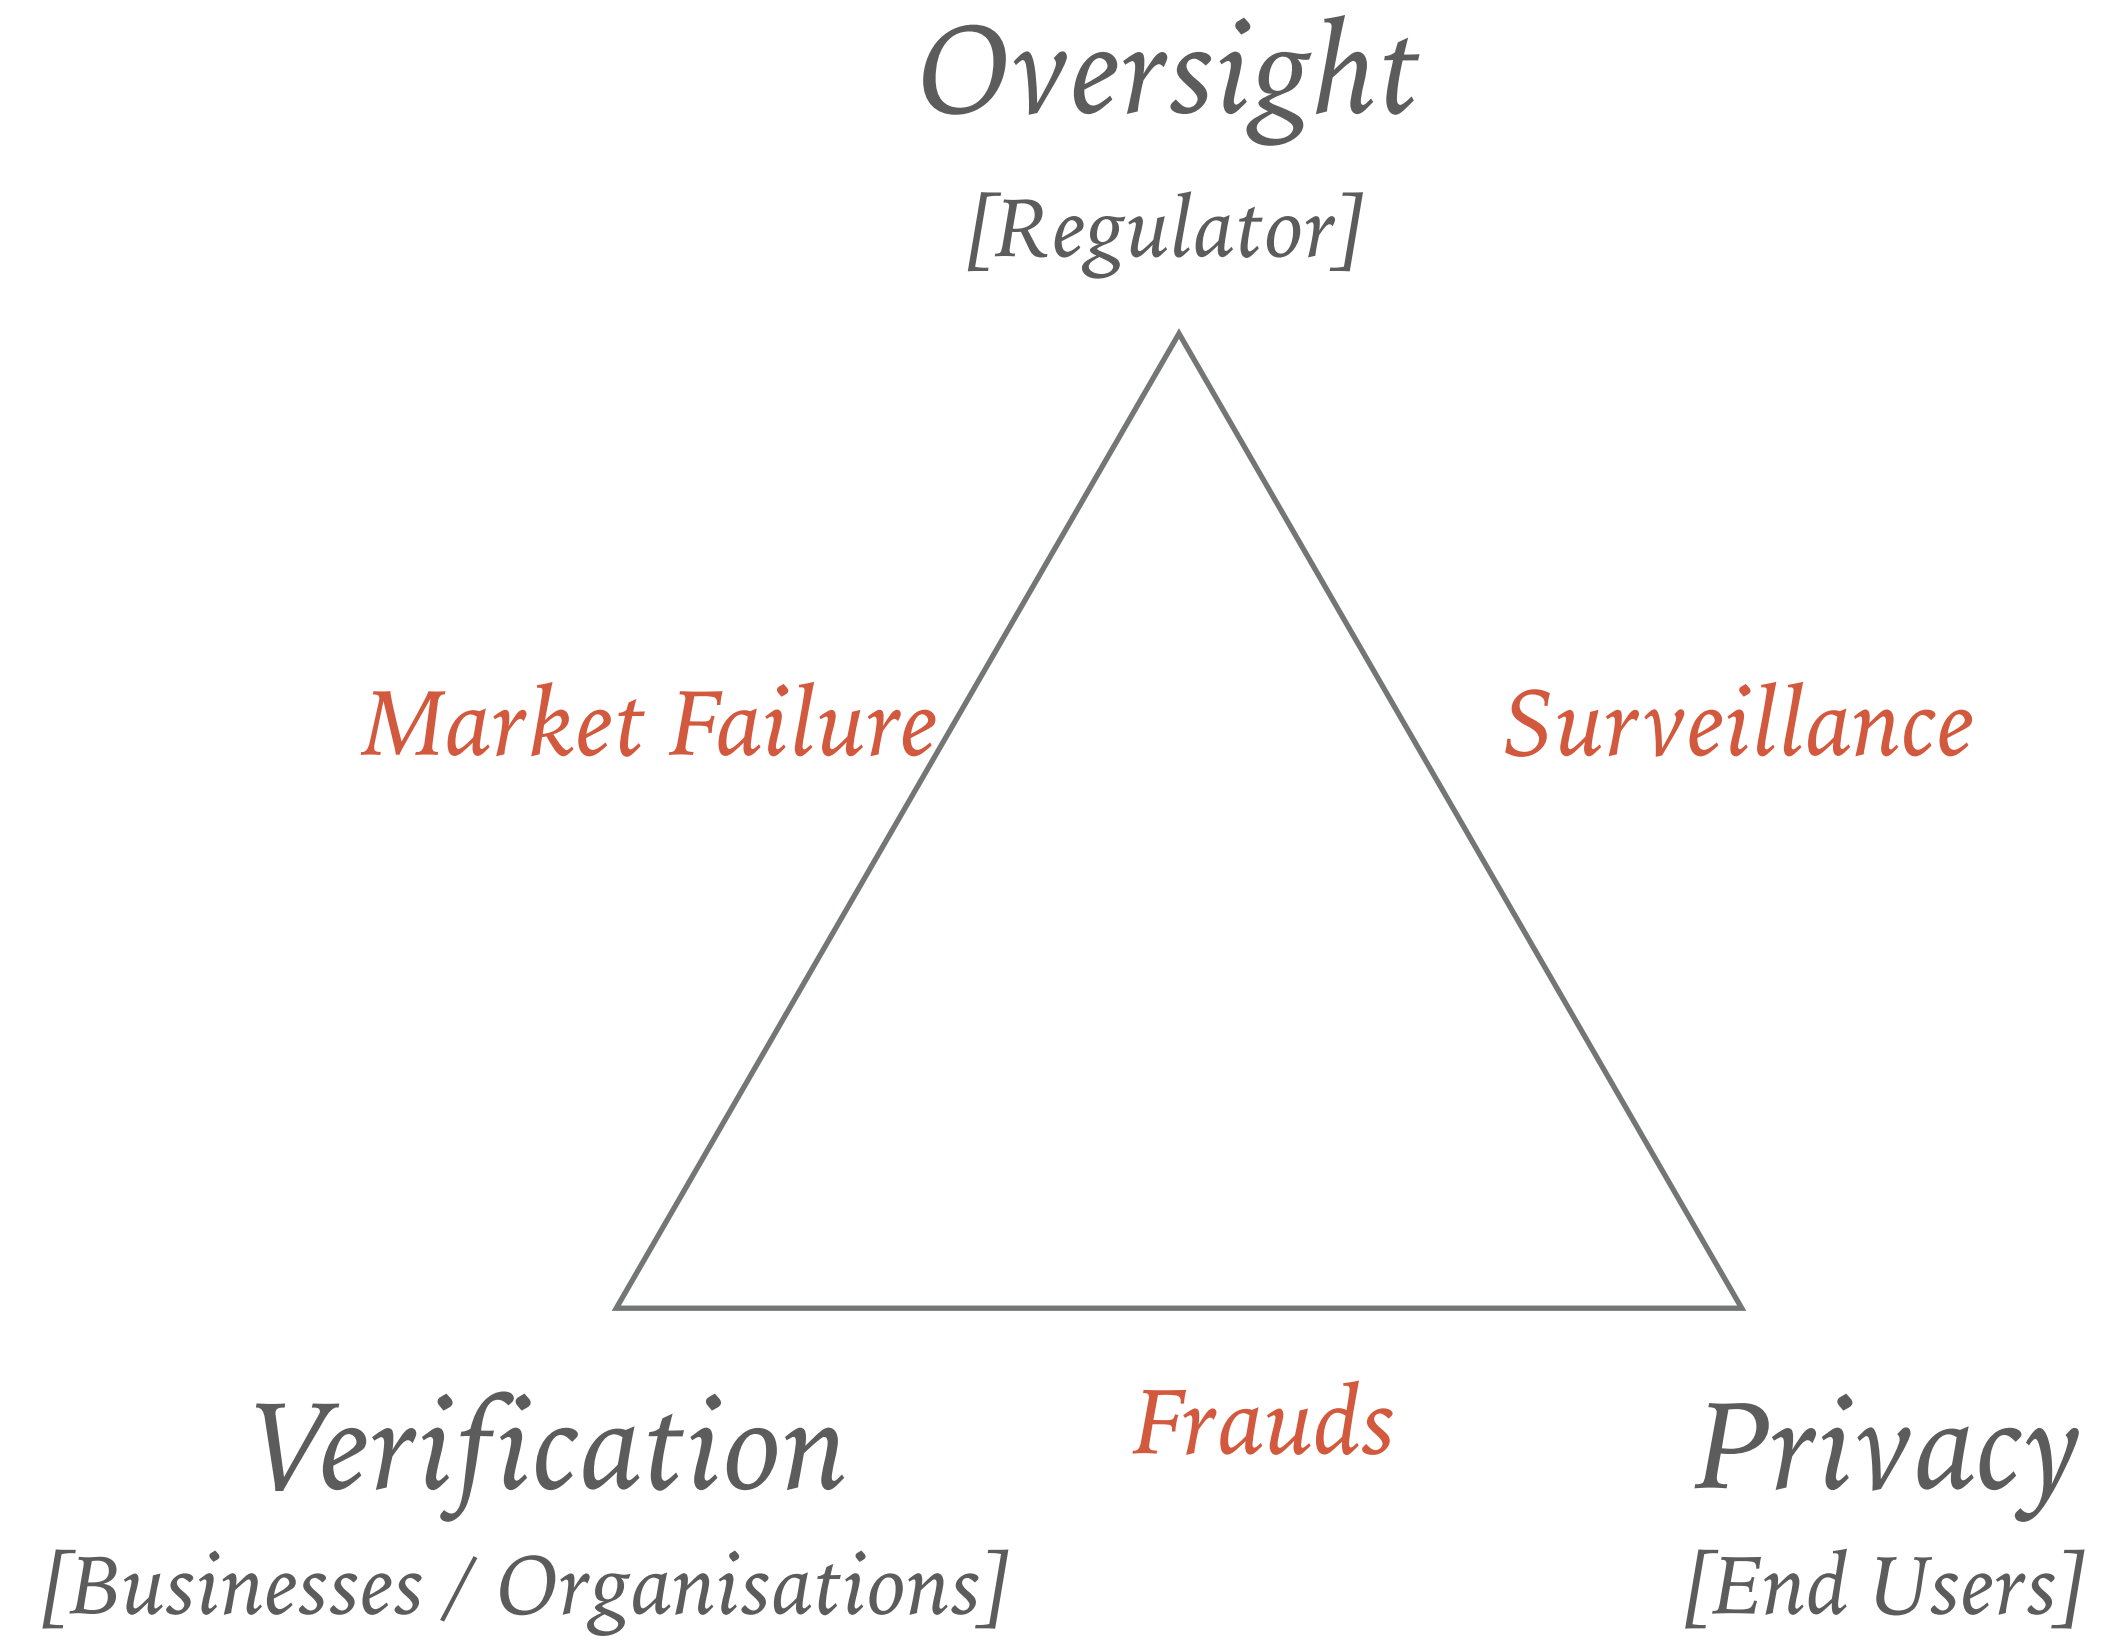 Oversight
[Regulator]
Market Failure
Surveillance
Verification
Frauds
Privacy
[Businesses / Organisations]
[End Users]